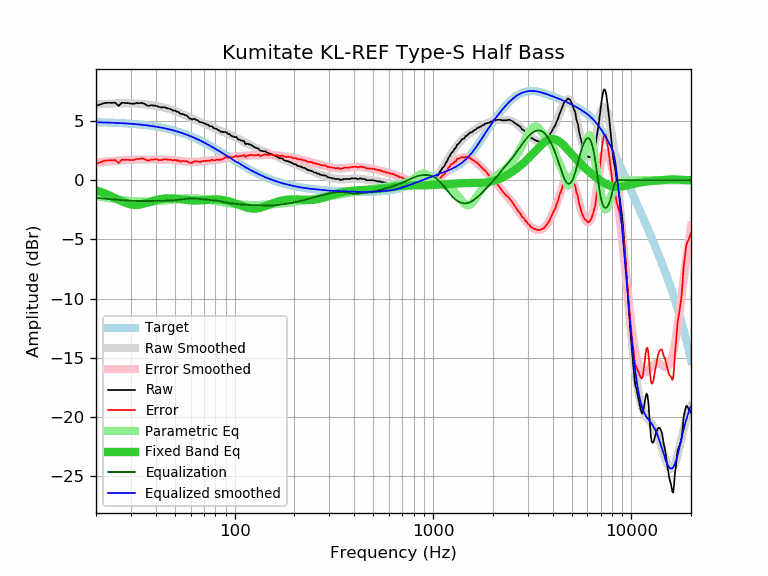 Kumitate KL-REF Type-S Half Bass
Amplitude (dBr)
5
0
−5
−10
−15
−20
−25
Target
Raw Smoothed
Error Smoothed
Raw
Error
Parametric Eq
Fixed Band Eq
Equalization
Equalized smoothed
100
1000
10000
Frequency (Hz)